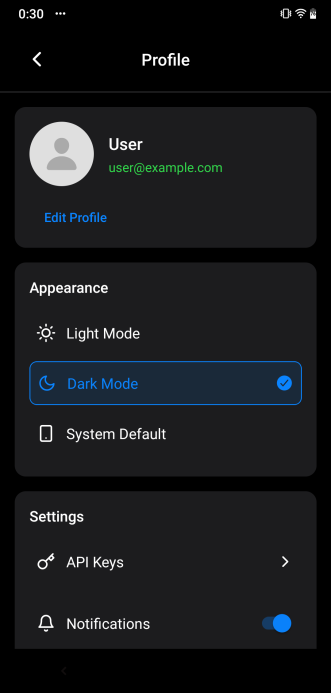 0:30
Profile
User
user@example.com
Edit Profile
Appearance
Light Mode
Dark Mode
System Default
Settings
API Keys
Notifications